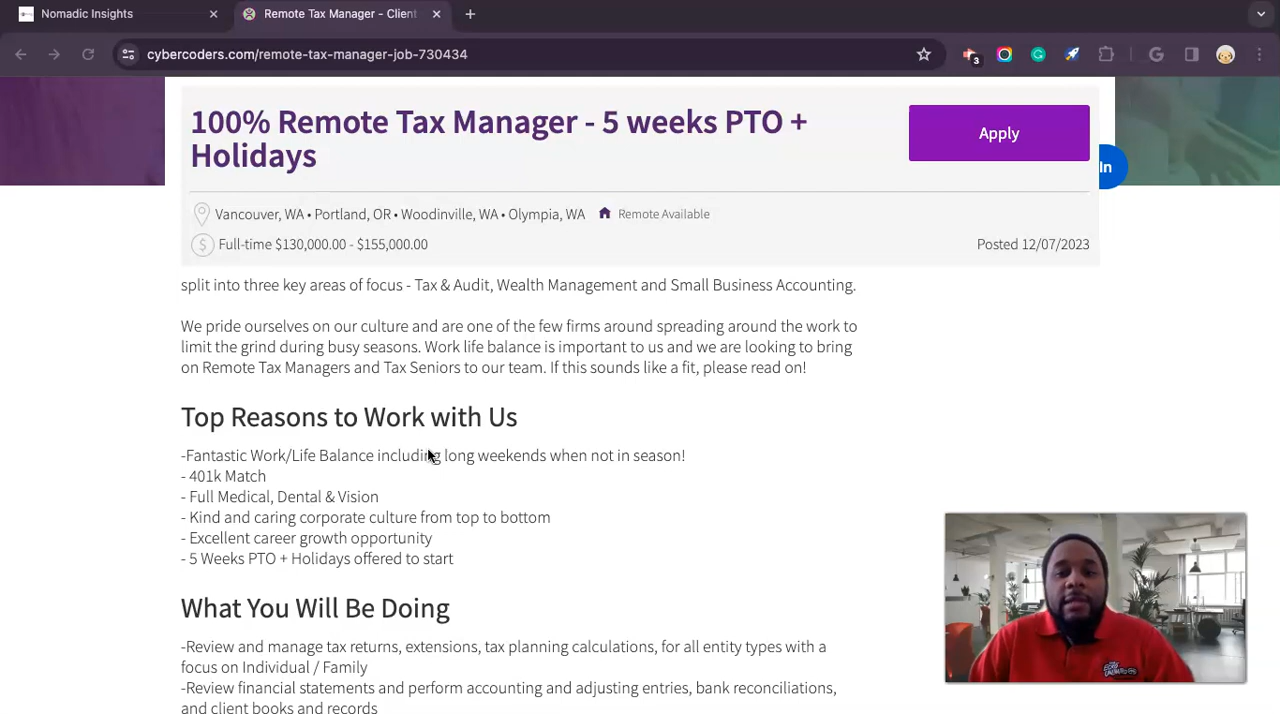 Nomadic Insights
Remote Tax Manager - Client
cybercoders.com/remote-tax-manager-job-730434
3
100% Remote Tax Manager - 5 weeks PTO +
Holidays
Apply
In
Vancouver, WA • Portland, OR • Woodinville, WA • Olympia, WA
Remote Available
Full-time $130,000.00 - $155,000.00
Posted 12/07/2023
split into three key areas of focus - Tax & Audit, Wealth Management and Small Business Accounting.
We pride ourselves on our culture and are one of the few firms around spreading around the work to
limit the grind during busy seasons. Work life balance is important to us and we are looking to bring
on Remote Tax Managers and Tax Seniors to our team. If this sounds like a fit, please read on!
Top Reasons to Work with Us
-Fantastic Work/Life Balance including long weekends when not in season!
- 401k Match
- Full Medical, Dental & Vision
- Kind and caring corporate culture from top to bottom
- Excellent career growth opportunity
- 5 Weeks PTO + Holidays offered to start
What You Will Be Doing
-Review and manage tax returns, extensions, tax planning calculations, for all entity types with a
focus on Individual / Family
-Review financial statements and perform accounting and adjusting entries, bank reconciliations,
and client books and records